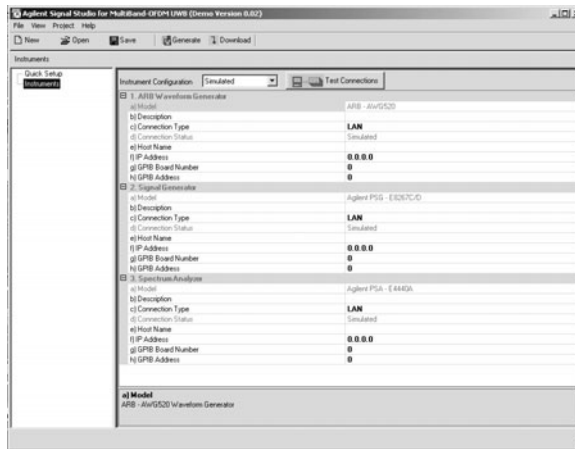 Agilent Signal Studio for MultiBand-OFDM UWB (Demo Version 0.02)
File View Project Help
New Open Save Generate Download
Instruments
Quick Setup
Instruments
Instrument Configuration Simulated Test Connections
1. ARB Waveform Generator
a) Model ARB - AWG520
b) Description
c) Connection Type LAN
d) Connection Status Simulated
e) Host Name
f) IP Address 0.0.0.0
g) GPIB Board Number 0
h) GPIB Address 0
2. Signal Generator
a) Model Agilent PSG - E8267C/D
b) Description
c) Connection Type LAN
d) Connection Status Simulated
e) Host Name
f) IP Address 0.0.0.0
g) GPIB Board Number 0
h) GPIB Address 0
3. Spectrum Analyzer
a) Model Agilent PSA - E4440A
b) Description
c) Connection Type LAN
d) Connection Status Simulated
e) Host Name
f) IP Address 0.0.0.0
g) GPIB Board Number 0
h) GPIB Address 0
a) Model
ARB - AWG520 Waveform Generator